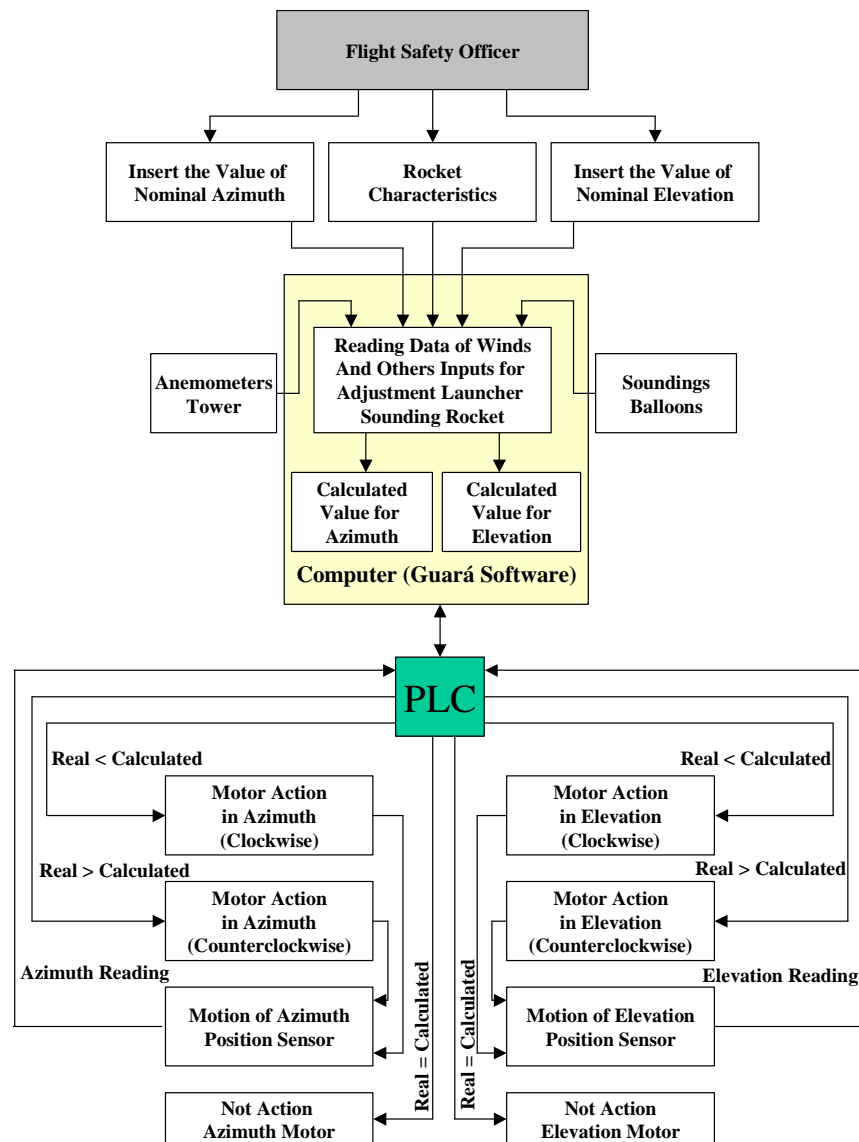 Flight Safety Officer
Insert the Value of
Nominal Azimuth
Rocket
Characteristics
Insert the Value of
Nominal Elevation
Anemometers
Tower
Reading Data of Winds
And Others Inputs for
Adjustment Launcher
Sounding Rocket
Soundings
Balloons
Calculated
Value for
Azimuth
Calculated
Value for
Elevation
Computer (Guará Software)
PLC
Real < Calculated
Real < Calculated
Motor Action
in Azimuth
(Clockwise)
Motor Action
in Elevation
(Clockwise)
Real > Calculated
Real > Calculated
Motor Action
in Azimuth
(Counterclockwise)
Motor Action
in Elevation
(Counterclockwise)
Azimuth Reading
Elevation Reading
Motion of Azimuth
Position Sensor
Real = Calculated
Real = Calculated
Motion of Elevation
Position Sensor
Not Action
Azimuth Motor
Not Action
Elevation Motor